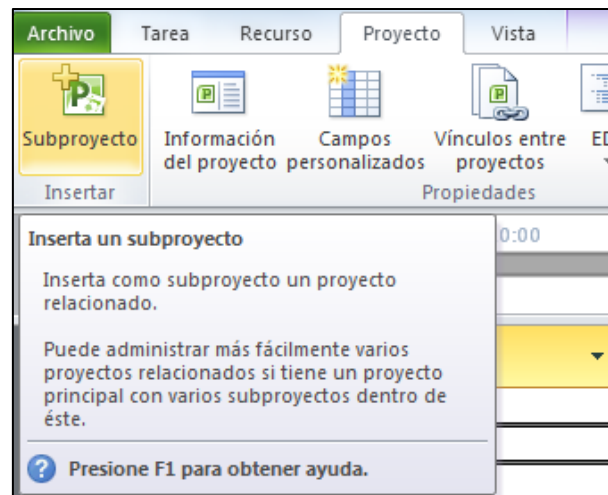 Archivo Tarea Recurso Proyecto Vista
Subproyecto Información del proyecto Campos personalizados Vínculos entre proyectos
Insertar Propiedades
0:00
Inserta un subproyecto
Inserta como subproyecto un proyecto
relacionado.
Puede administrar más fácilmente varios
proyectos relacionados si tiene un proyecto
principal con varios subproyectos dentro de
éste.
Presione F1 para obtener ayuda.